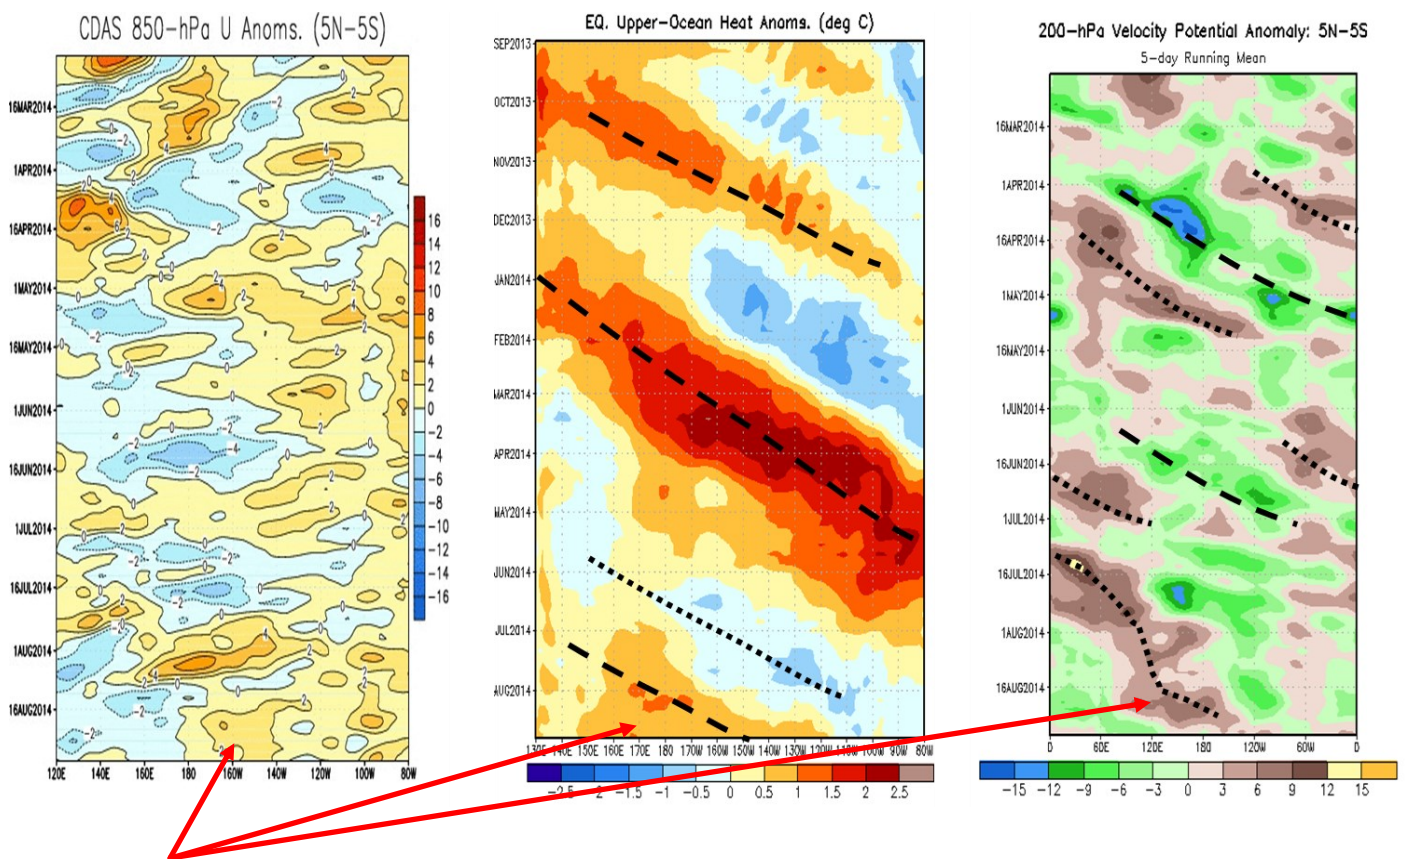 CDAS 850-hPa U Anoms. (5N-5S)
16MAR2014
1APR2014
16APR2014
1MAY2014
16MAY2014
1JUN2014
16JUN2014
1JUL2014
16JUL2014
1AUG2014
16AUG2014
120E 140E 160E 180 160W 140W 120W 100W 80W
16
14
12
10
8
6
4
2
0
-2
-4
-6
-8
-10
-12
-14
-16
EQ. Upper-Ocean Heat Anoms. (deg C)
SEP2013
OCT2013
NOV2013
DEC2013
JAN2014
FEB2014
MAR2014
APR2014
MAY2014
JUN2014
JUL2014
AUG2014
130E 140E 150E 160E 170E 180 170W 160W 150W 140W 130W 120W 110W 100W 90W 80W
-2.5 -2 -1.5 -1 -0.5 0 0.5 1 1.5 2 2.5
200-hPa Velocity Potential Anomaly: 5N-5S
5-day Running Mean
16MAR2014
1APR2014
16APR2014
1MAY2014
16MAY2014
1JUN2014
16JUN2014
1JUL2014
16JUL2014
1AUG2014
16AUG2014
0 60E 120E 180 120W 60W 0
-15 -12 -9 -6 -3 0 3 6 9 12 15